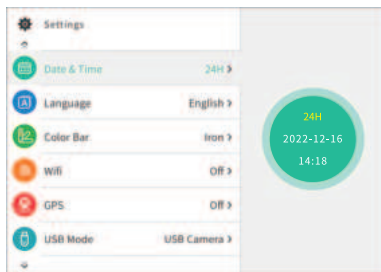 Settings
Date & Time 24H >
Language English >
Color Bar Iron >
Wifi Off >
GPS Off >
USB Mode USB Camera >
24H
2022-12-16
14:18